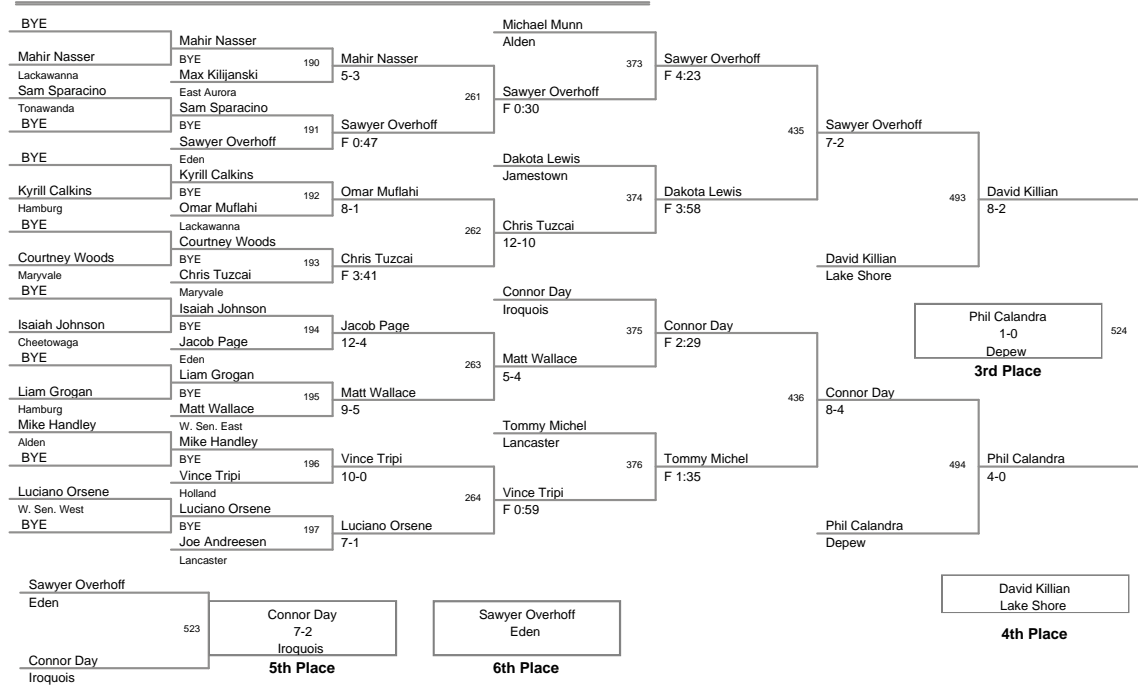 BYE
Mahir Nasser
Lackawanna
Sam Sparacino
Tonawanda
BYE
BYE
Kyrill Calkins
Hamburg
BYE
Courtney Woods
Maryvale
BYE
Isaiah Johnson
Cheetowaga
BYE
Liam Grogan
Hamburg
Mike Handley
Alden
BYE
Luciano Orsene
W. Sen. West
BYE
Mahir Nasser
BYE
190
Max Kilijanski
East Aurora
Sam Sparacino
BYE
191
Sawyer Overhoff
Eden
Kyrill Calkins
BYE
192
Omar Muflahi
Lackawanna
Courtney Woods
BYE
193
Chris Tuzcai
Maryvale
Isaiah Johnson
BYE
194
Jacob Page
Eden
Liam Grogan
BYE
195
Matt Wallace
W. Sen. East
Mike Handley
BYE
196
Vince Tripi
Holland
Luciano Orsene
BYE
197
Joe Andreesen
Lancaster
Mahir Nasser
5-3
261
Sawyer Overhoff
F 0:47
Omar Muflahi
8-1
262
Chris Tuzcai
F 3:41
Jacob Page
12-4
263
Matt Wallace
9-5
Vince Tripi
10-0
264
Luciano Orsene
7-1
Michael Munn
Alden
373
Sawyer Overhoff
F 0:30
Dakota Lewis
Jamestown
374
Chris Tuzcai
12-10
Connor Day
Iroquois
375
Matt Wallace
5-4
Tommy Michel
Lancaster
376
Vince Tripi
F 0:59
Sawyer Overhoff
F 4:23
435
Dakota Lewis
F 3:58
Connor Day
F 2:29
436
Tommy Michel
F 1:35
Sawyer Overhoff
7-2
493
David Killian
Lake Shore
Connor Day
8-4
494
Phil Calandra
Depew
David Killian
8-2
Phil Calandra
1-0
Depew
524
3rd Place
Phil Calandra
4-0
David Killian
Lake Shore
4th Place
Sawyer Overhoff
Eden
523
Connor Day
Iroquois
Connor Day
7-2
Iroquois
5th Place
Sawyer Overhoff
Eden
6th Place